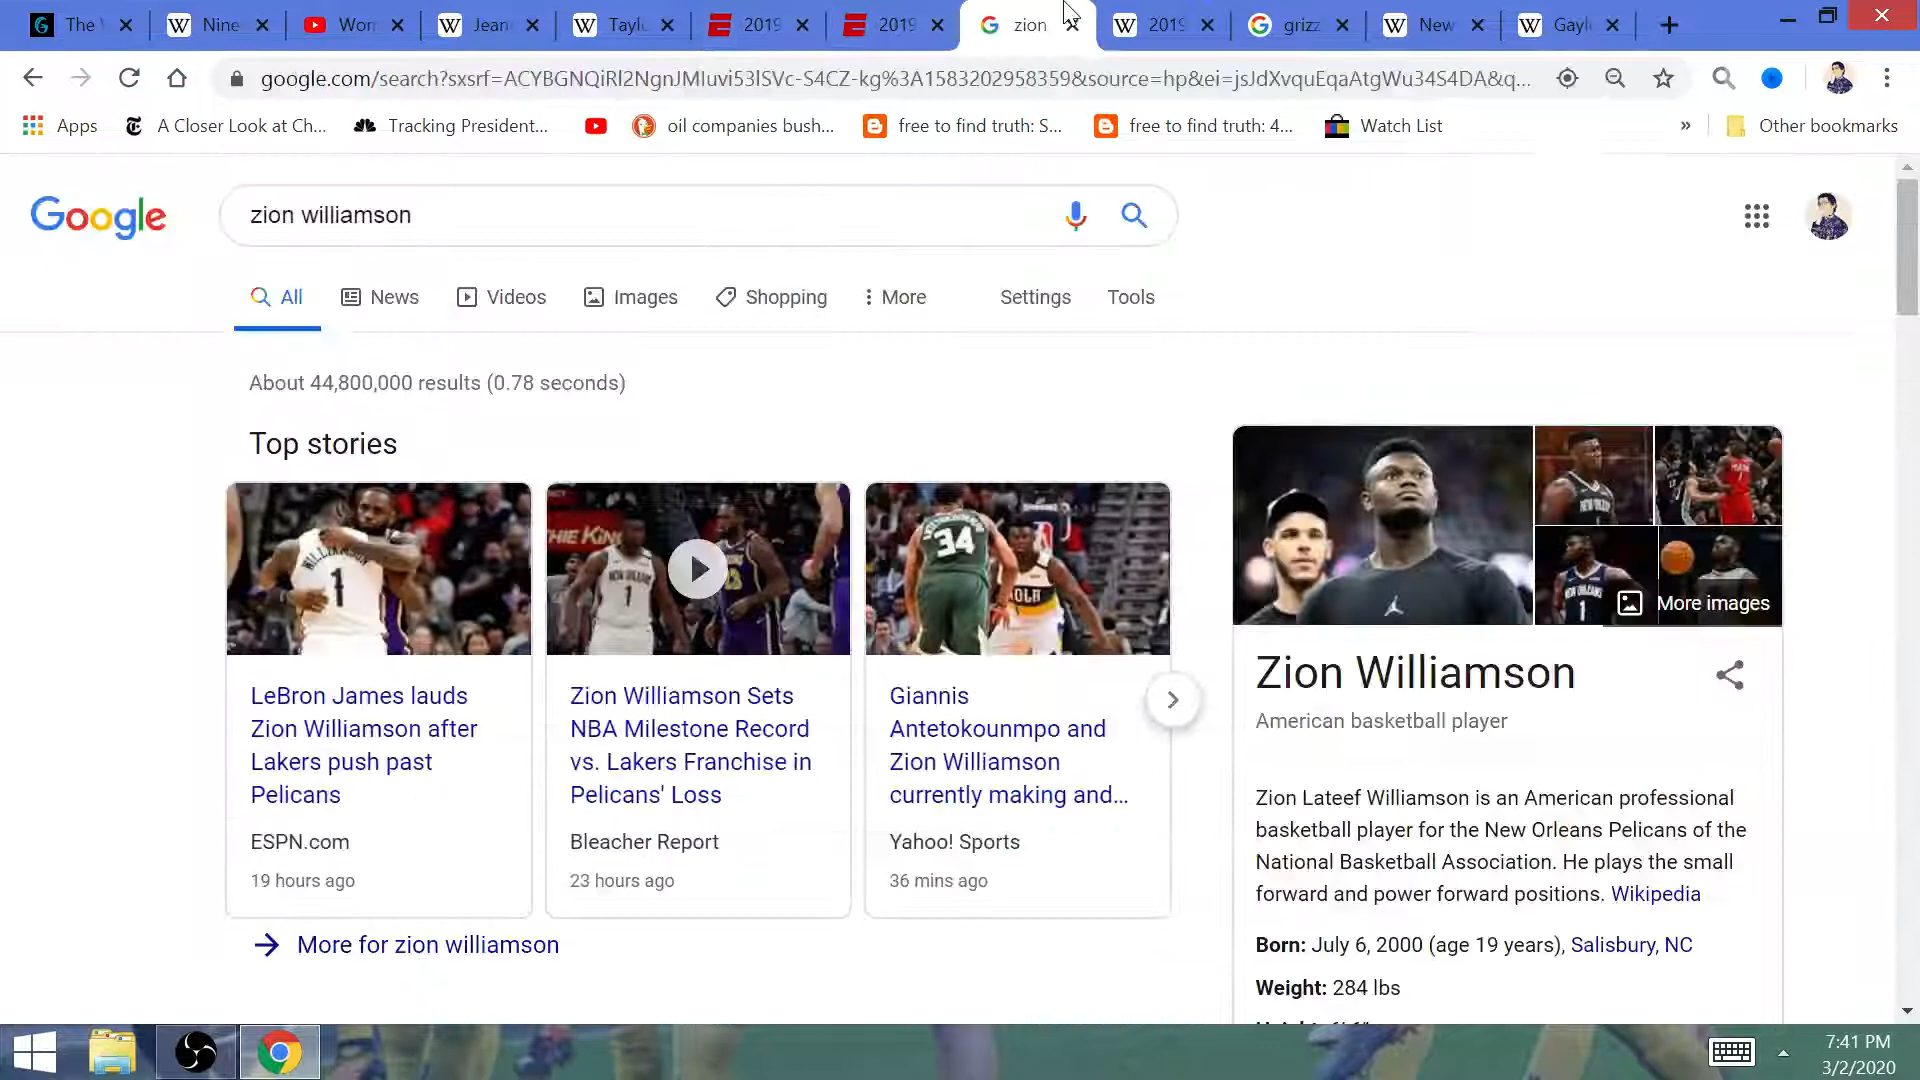 The
Nine
Won
Jean
Taylo
2019
2019
zion
2019
grizz
New
Gayle
google.com/search?sxsrf=ACYBGNQiRl2NgnJMIuvi53lSVc-S4CZ-kg%3A1583202958359&source=hp&ei=jsJdXvquEqaAtgWu34S4DA&q...
Apps
A Closer Look at Ch...
Tracking President...
oil companies bush...
free to find truth: S...
free to find truth: 4...
Watch List
»
Other bookmarks
Google
zion williamson
All
News
Videos
Images
Shopping
More
Settings
Tools
About 44,800,000 results (0.78 seconds)
Top stories
LeBron James lauds
Zion Williamson after
Lakers push past
Pelicans
ESPN.com
19 hours ago
Zion Williamson Sets
NBA Milestone Record
vs. Lakers Franchise in
Pelicans' Loss
Bleacher Report
23 hours ago
34
Giannis
Antetokounmpo and
Zion Williamson
currently making and...
Yahoo! Sports
36 mins ago
More for zion williamson
More images
Zion Williamson
American basketball player
Zion Lateef Williamson is an American professional
basketball player for the New Orleans Pelicans of the
National Basketball Association. He plays the small
forward and power forward positions. Wikipedia
Born: July 6, 2000 (age 19 years), Salisbury, NC
Weight: 284 lbs
7:41 PM
3/2/2020